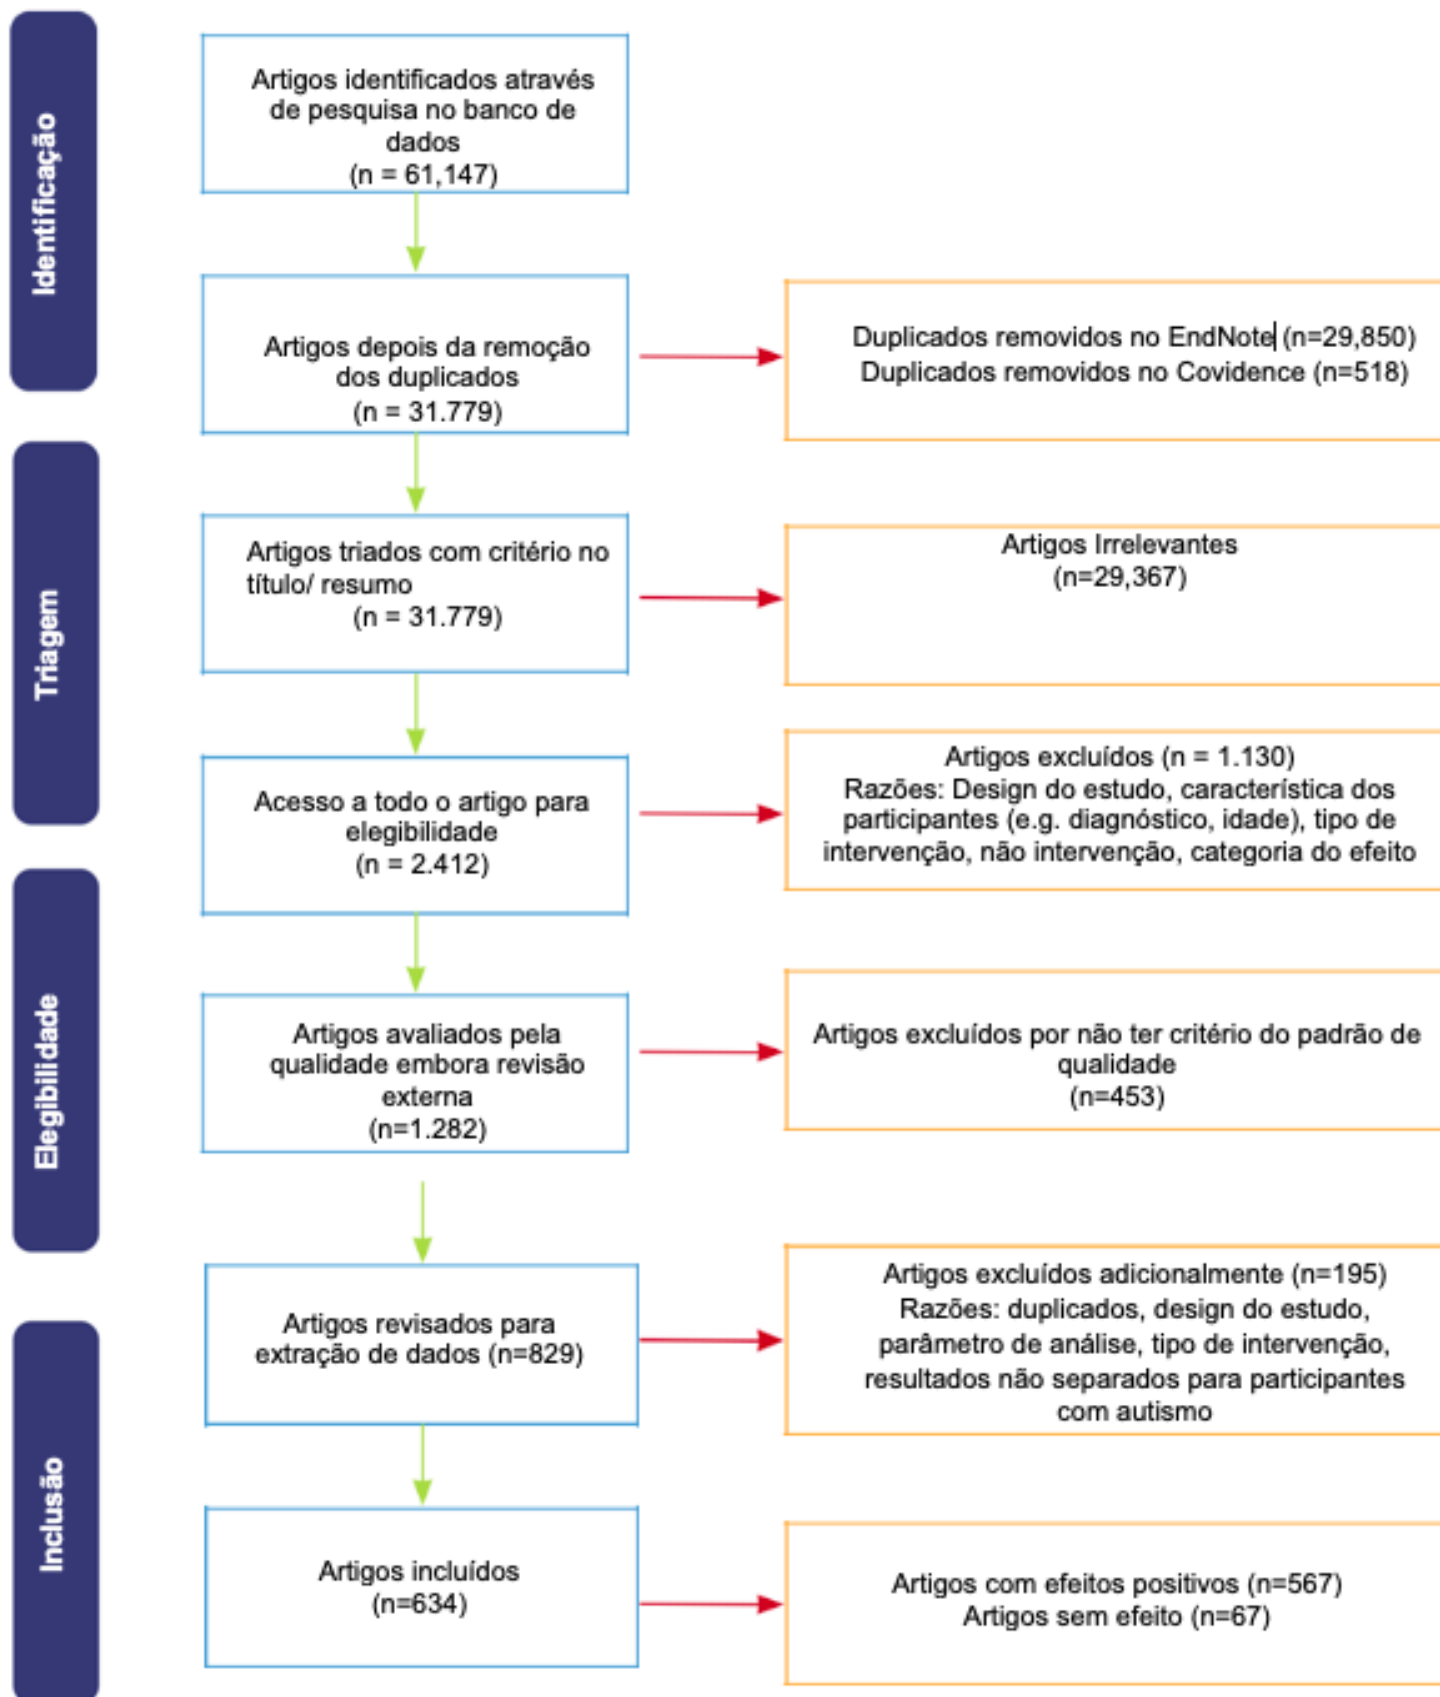 Identificação
Artigos identificados através
de pesquisa no banco de
dados
(n = 61,147)
Artigos depois da remoção
dos duplicados
(n = 31.779)
Duplicados removidos no EndNote (n=29,850)
Duplicados removidos no Covidence (n=518)
Triagem
Artigos triados com critério no
título/ resumo
(n = 31.779)
Artigos Irrelevantes
(n=29,367)
Acesso a todo o artigo para
elegibilidade
(n = 2.412)
Artigos excluídos (n = 1.130)
Razões: Design do estudo, característica dos
participantes (e.g. diagnóstico, idade), tipo de
intervenção, não intervenção, categoria do efeito
Elegibilidade
Artigos avaliados pela
qualidade embora revisão
externa
(n=1.282)
Artigos excluídos por não ter critério do padrão de
qualidade
(n=453)
Artigos revisados para
extração de dados (n=829)
Artigos excluídos adicionalmente (n=195)
Razões: duplicados, design do estudo,
parâmetro de análise, tipo de intervenção,
resultados não separados para participantes
com autismo
Inclusão
Artigos incluídos
(n=634)
Artigos com efeitos positivos (n=567)
Artigos sem efeito (n=67)